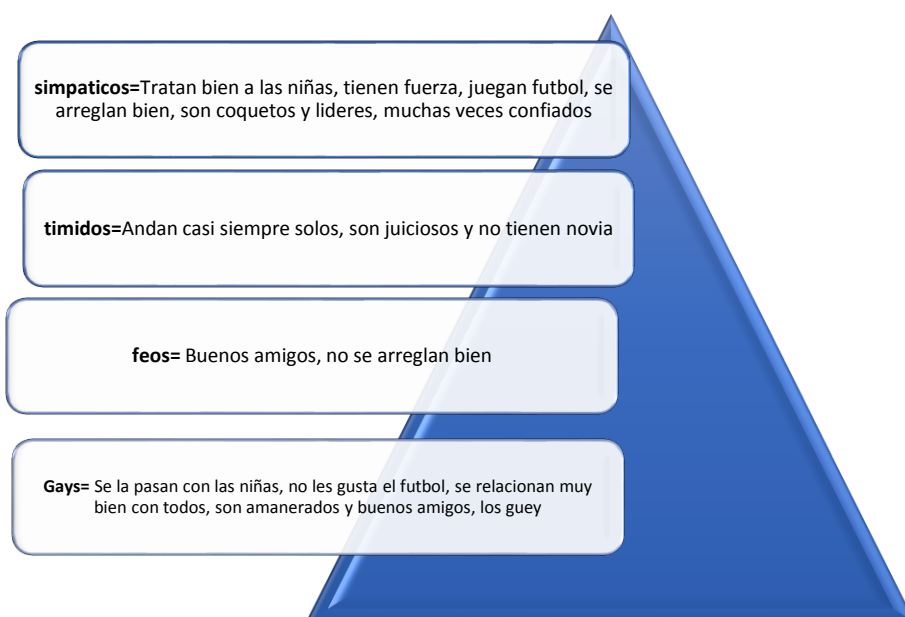 simpaticos=Tratan bien a las niñas, tienen fuerza, juegan futbol, se
arreglan bien, son coquetos y lideres, muchas veces confiados
timidos=Andan casi siempre solos, son juiciosos y no tienen novia
feos= Buenos amigos, no se arreglan bien
Gays= Se la pasan con las niñas, no les gusta el futbol, se relacionan muy
bien con todos, son amanerados y buenos amigos, los guey